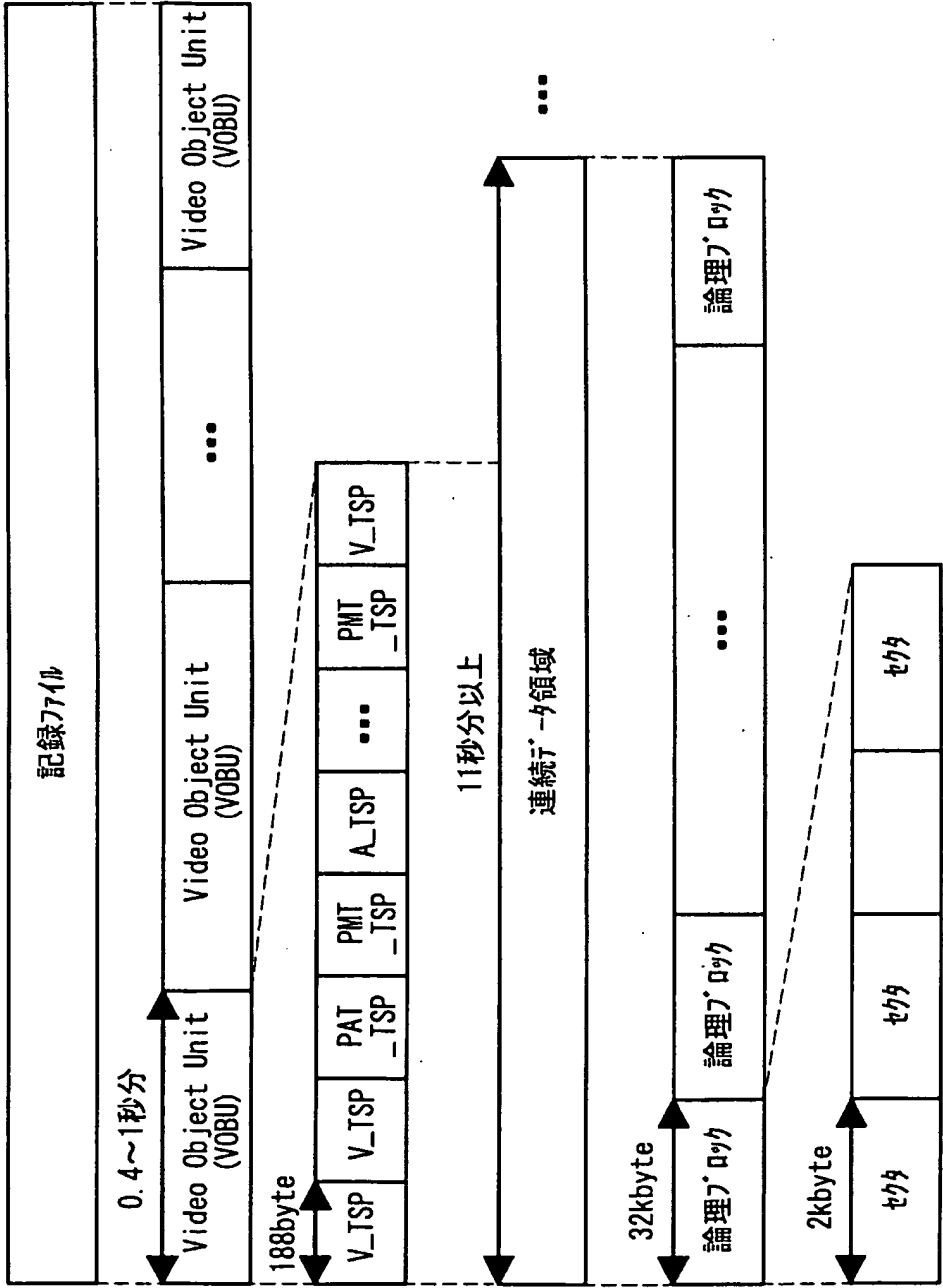 記録ﾌｧｲﾙ
0.4～1秒分
Video Object Unit
(VOBU)
Video Object Unit
(VOBU)
•••
Video Object Unit
(VOBU)
188byte
V_TSP
V_TSP
PAT
_TSP
PMT
_TSP
A_TSP
•••
PMT
_TSP
V_TSP
11秒分以上
連続ﾃﾞｰﾀ領域
•••
32kbyte
論理ﾌﾞﾛｯｸ
論理ﾌﾞﾛｯｸ
•••
論理ﾌﾞﾛｯｸ
2kbyte
ｾｸﾀ
ｾｸﾀ
ｾｸﾀ